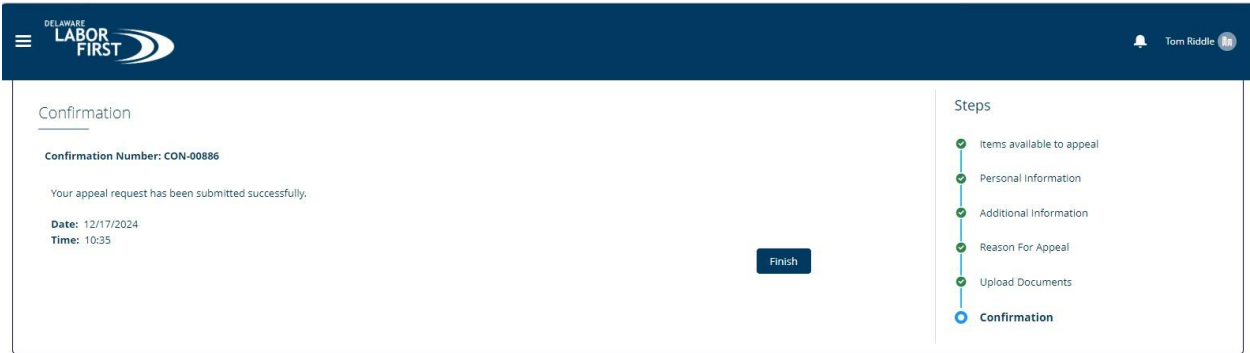 DELAWARE
LABOR
FIRST
Tom Riddle
Confirmation
Confirmation Number: CON-00886
Your appeal request has been submitted successfully.
Date: 12/17/2024
Time: 10:35
Finish
Steps
Items available to appeal
Personal Information
Additional Information
Reason For Appeal
Upload Documents
Confirmation